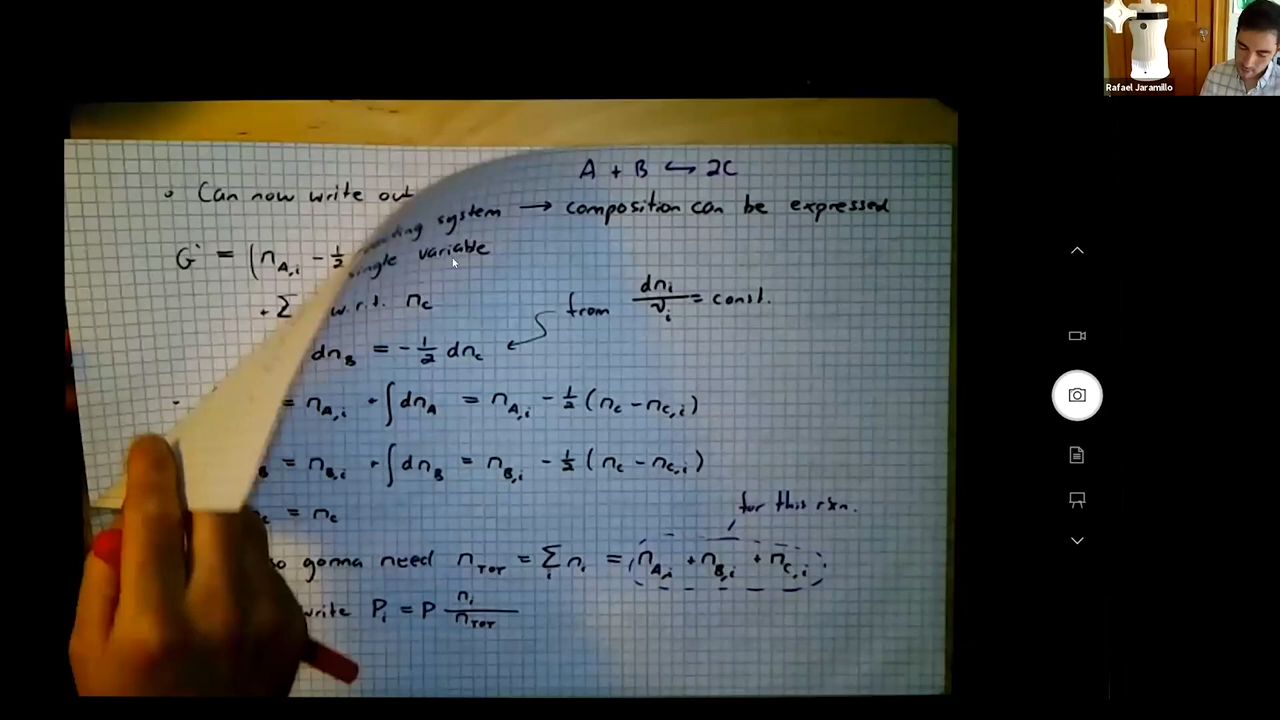 Rafael Jaramillo
A + B ↔ 2C
• Can now write out
system → composition can be expressed
G = (n_A,i - 1/2
single variable
+ Σ
w.r.t. n_c
from dn_i/ν_i = const.
dn_B = -1/2 dn_c
= n_A,i + ∫dn_A = n_A,i - 1/2 (n_c - n_c,i)
= n_B,i + ∫dn_B = n_B,i - 1/2 (n_c - n_c,i)
= n_c
for this rxn.
gonna need n_TOT = Σ_i n_i = n_A,i + n_B,i + n_C,i
write P_i = P n_i/n_TOT